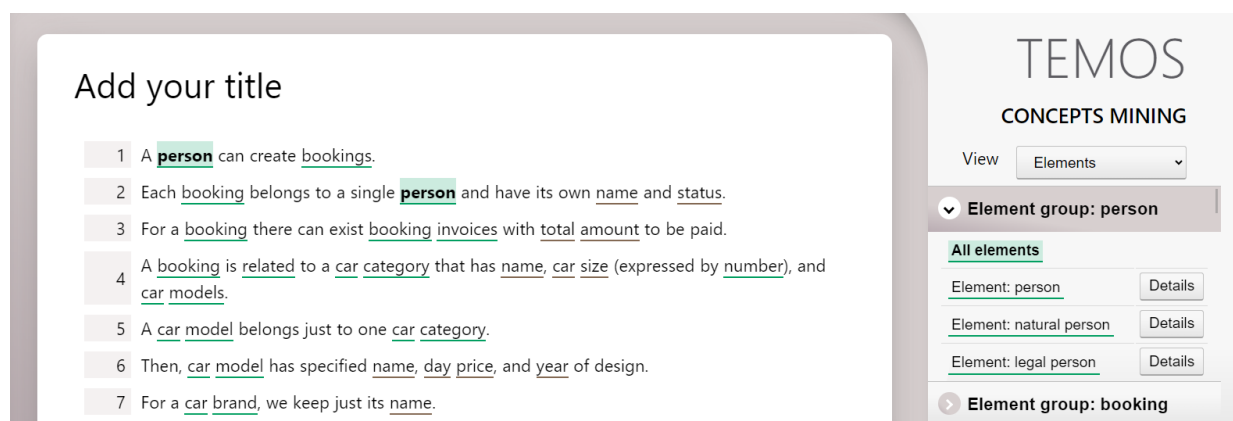 Add your title
1 A person can create bookings.
2 Each booking belongs to a single person and have its own name and status.
3 For a booking there can exist booking invoices with total amount to be paid.
4 A booking is related to a car category that has name, car size (expressed by number), and
car models.
5 A car model belongs just to one car category.
6 Then, car model has specified name, day price, and year of design.
7 For a car brand, we keep just its name.
TEMOS
CONCEPTS MINING
View Elements
Element group: person
All elements
Element: person Details
Element: natural person Details
Element: legal person Details
Element group: booking